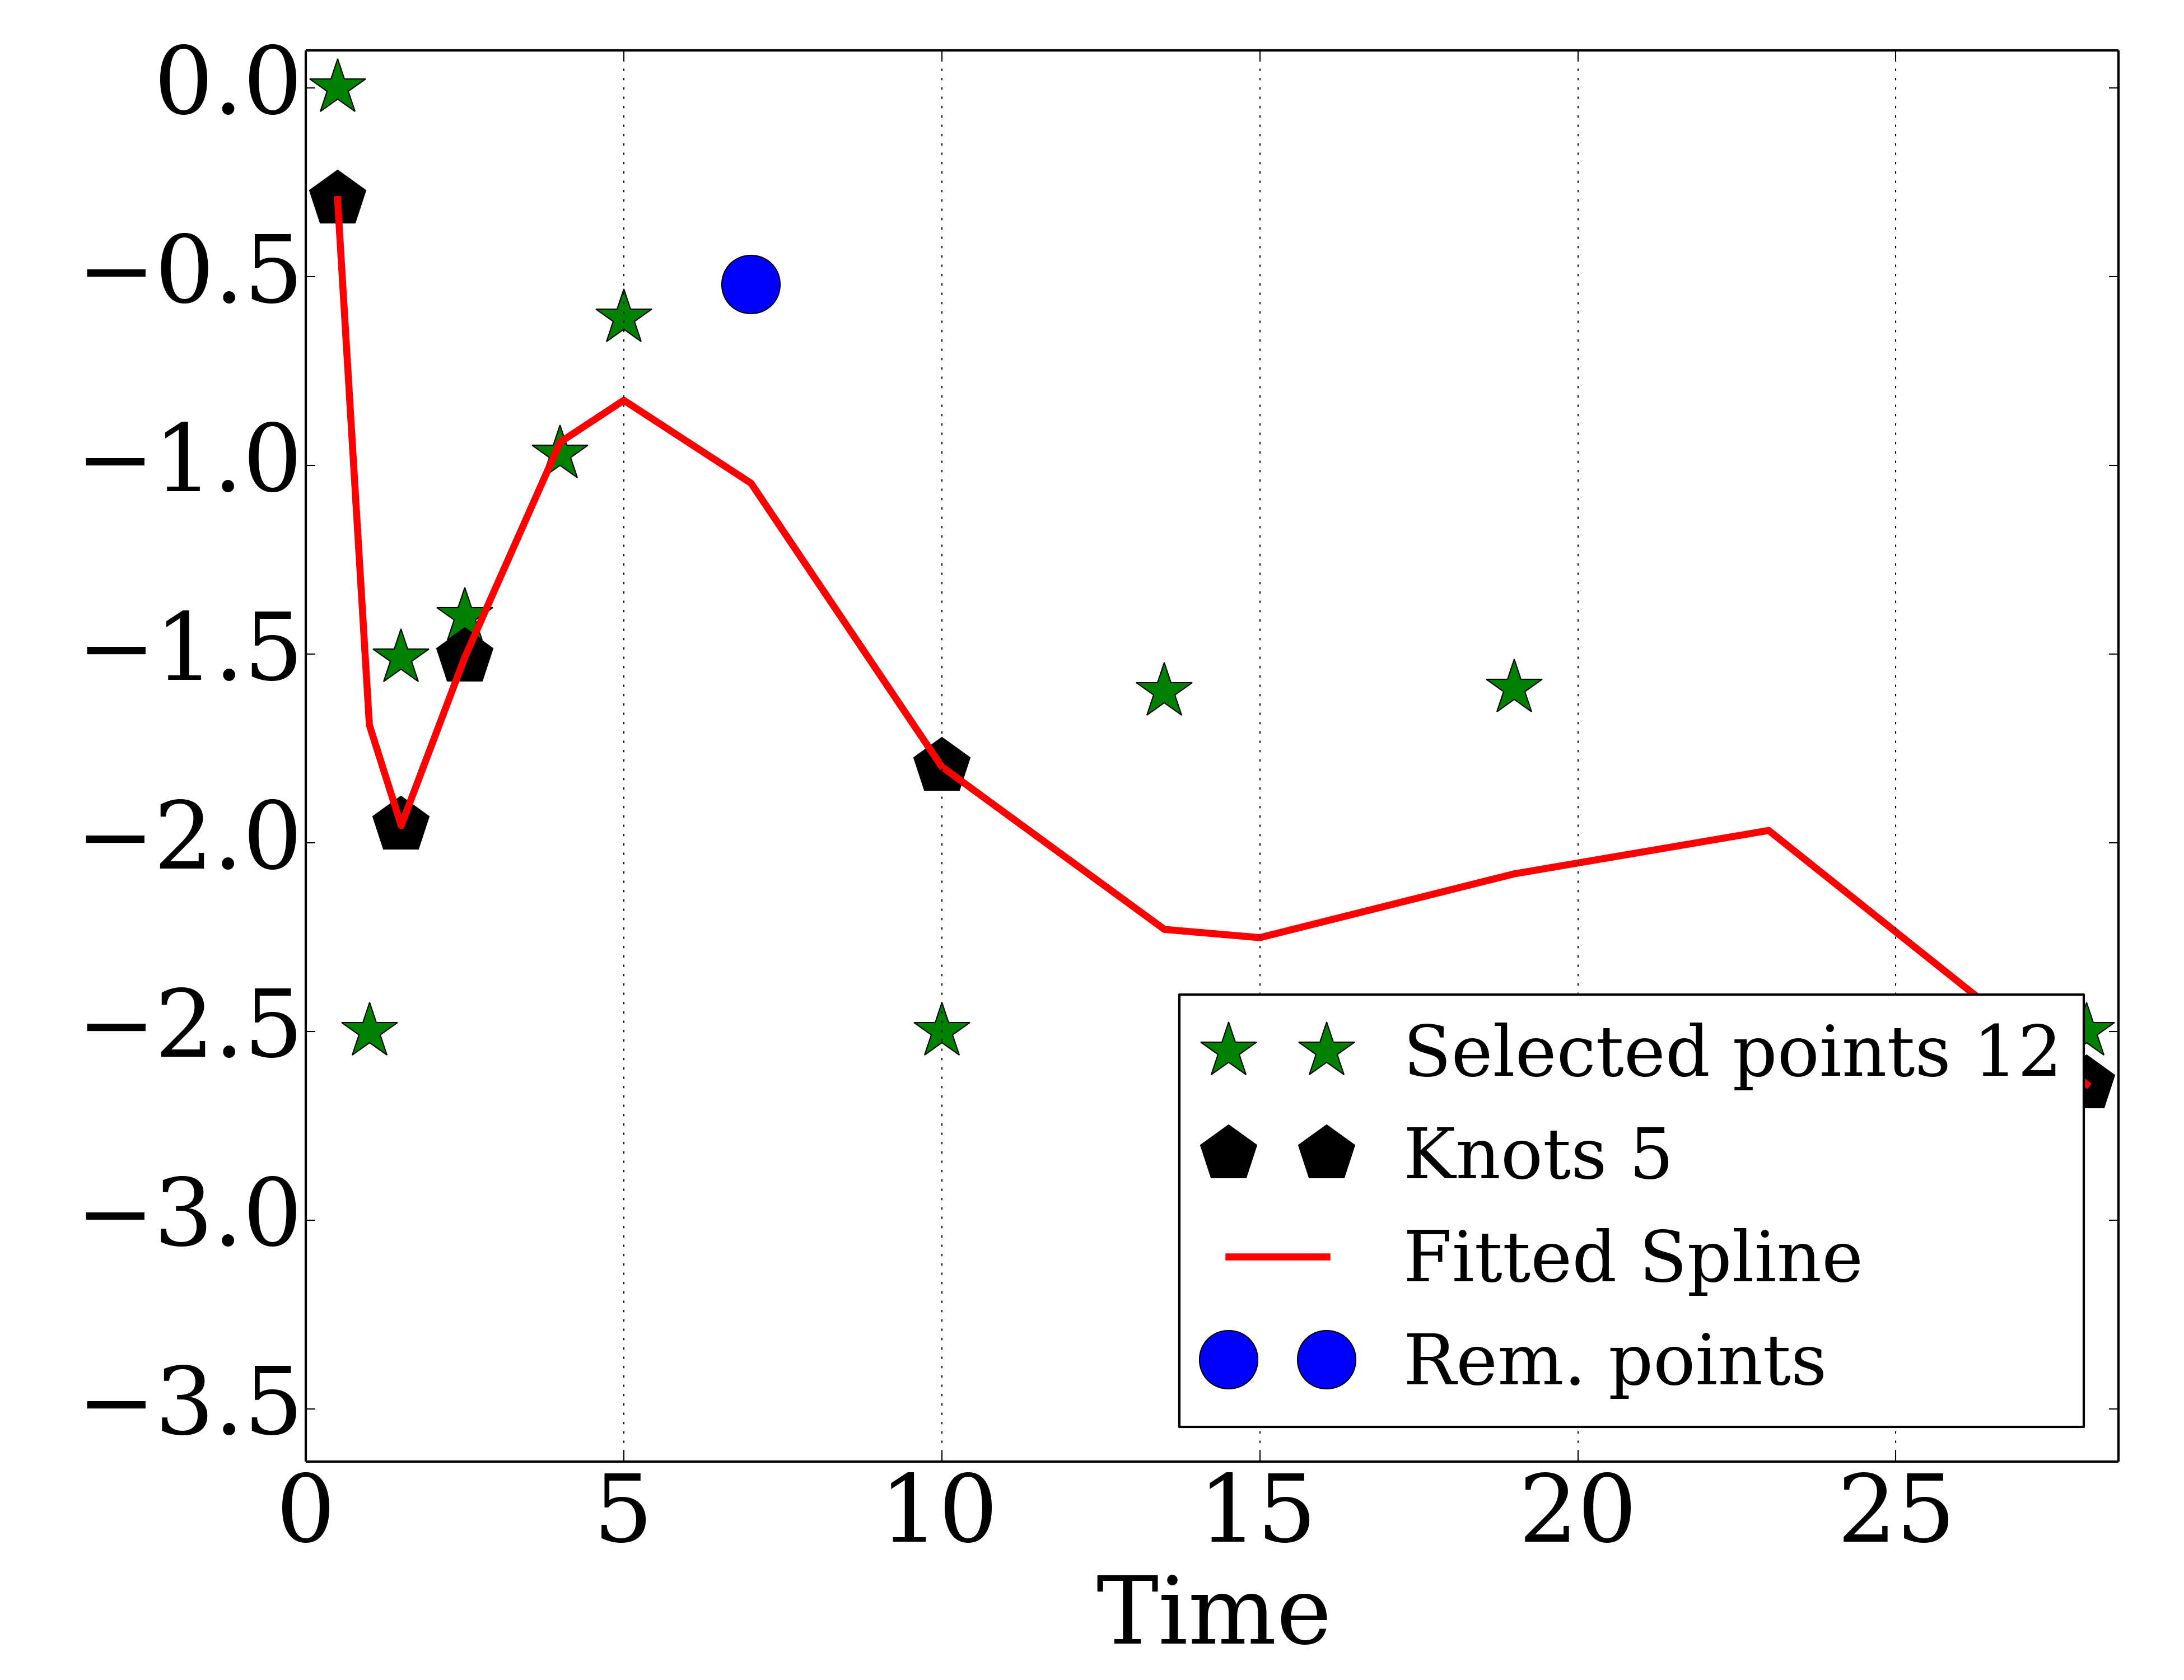 0.0
−0.5
−1.0
−1.5
−2.0
−2.5
−3.0
−3.5
Selected points 12
Knots 5
Fitted Spline
Rem. points
0 5 10 15 20 25
Time